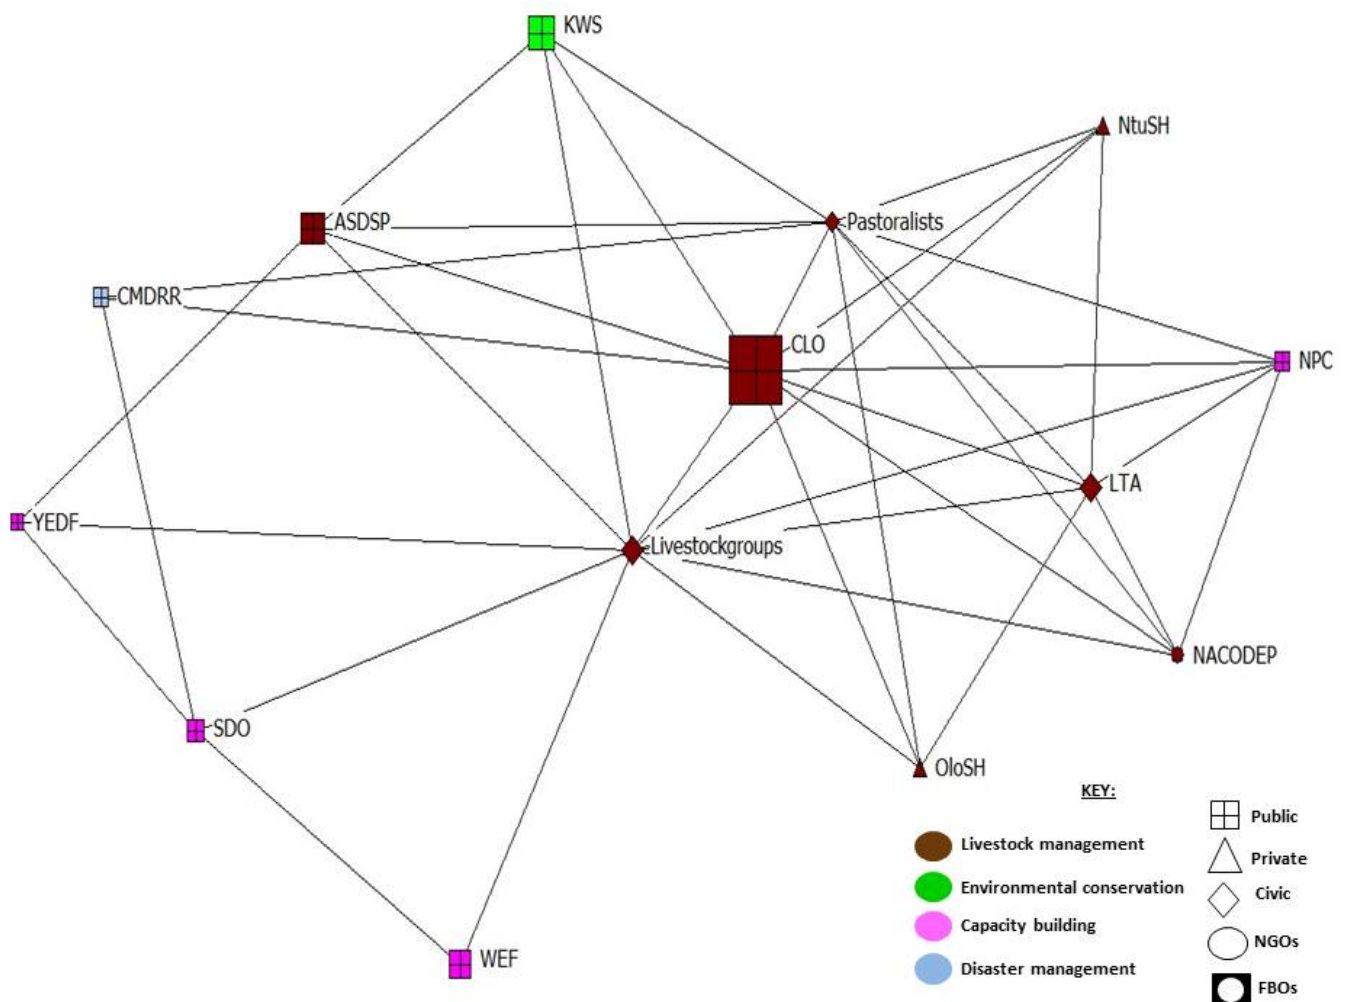 KWS
NtuSH
ASDSP
Pastoralists
CMDRR
CLO
NPC
LTA
YEDF
Livestockgroups
NACODEP
SDO
OloSH
KEY:
Public
Livestock management
Private
Environmental conservation
Civic
Capacity building
NGOs
WEF
Disaster management
FBOs